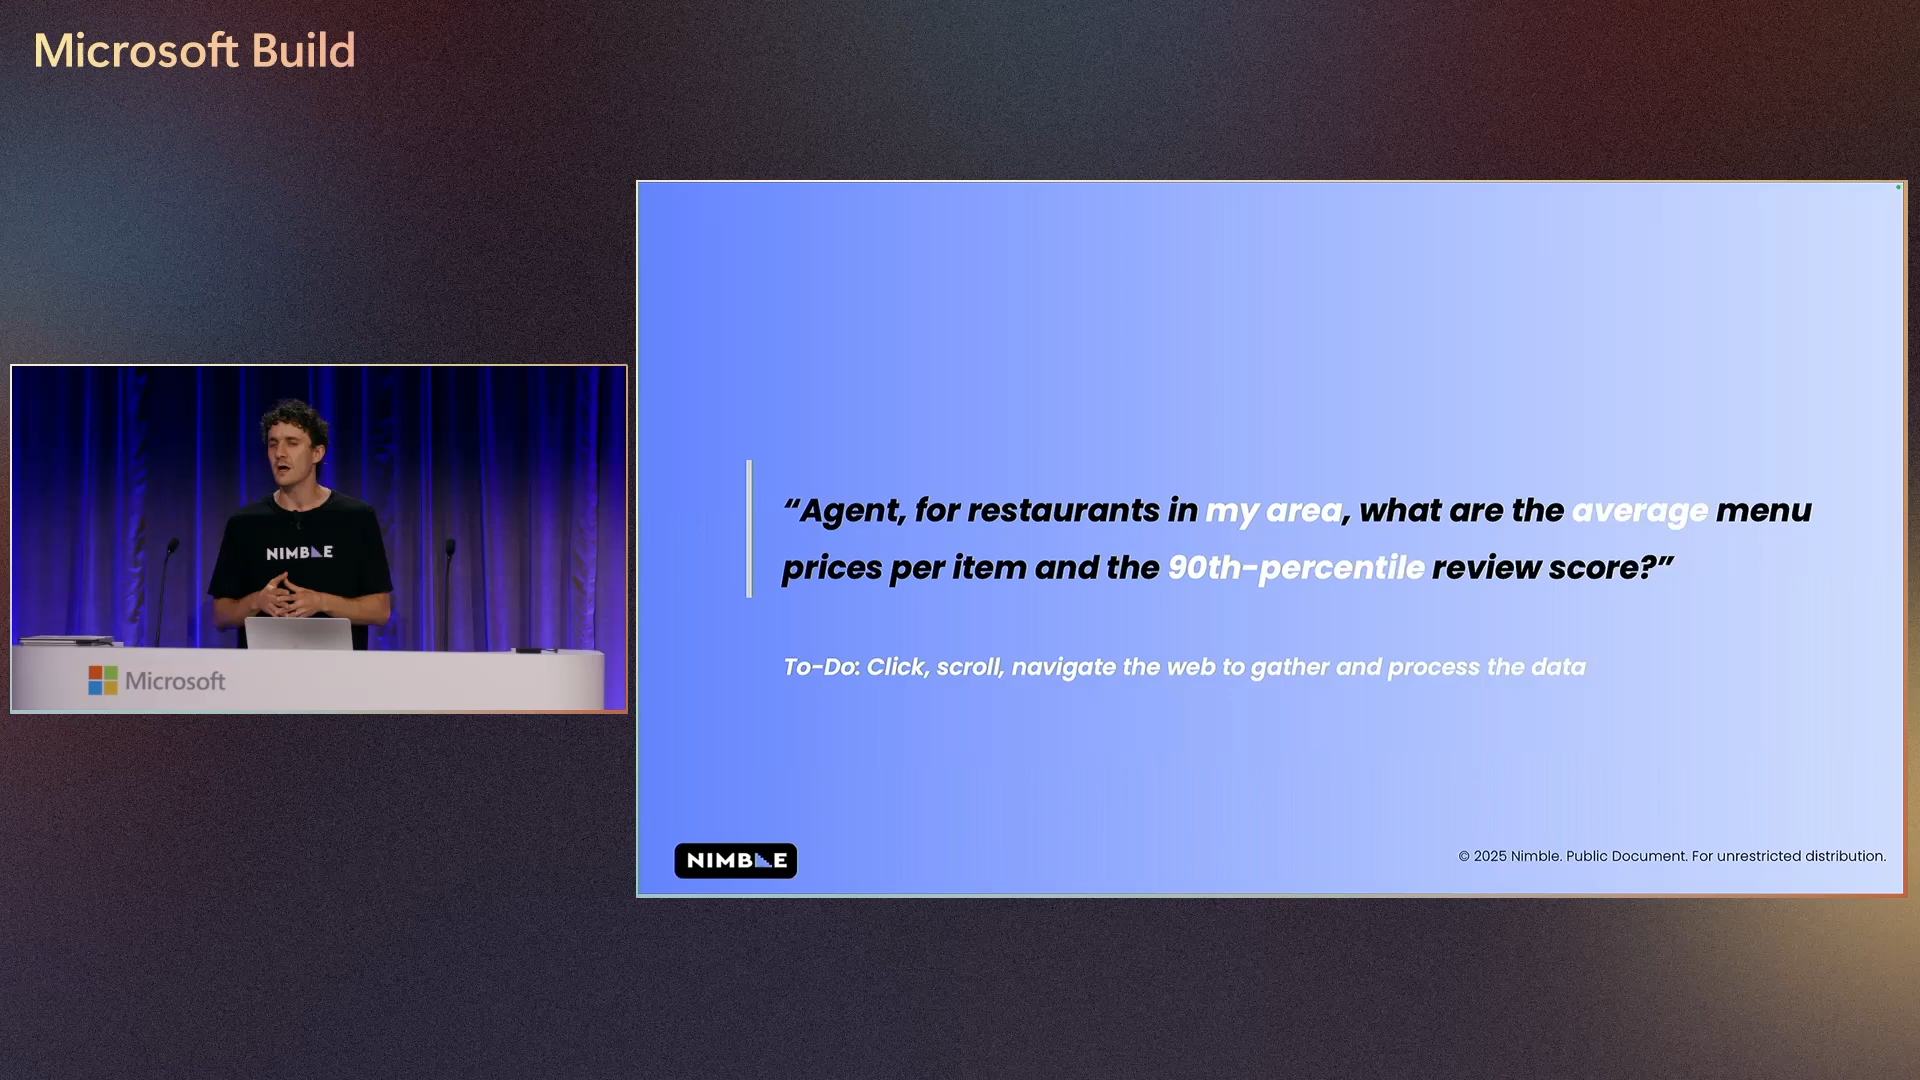 Microsoft Build
NIMBLE
Microsoft
“Agent, for restaurants in my area, what are the average menu
prices per item and the 90th-percentile review score?”
To-Do: Click, scroll, navigate the web to gather and process the data
NIMBLE
© 2025 Nimble. Public Document. For unrestricted distribution.